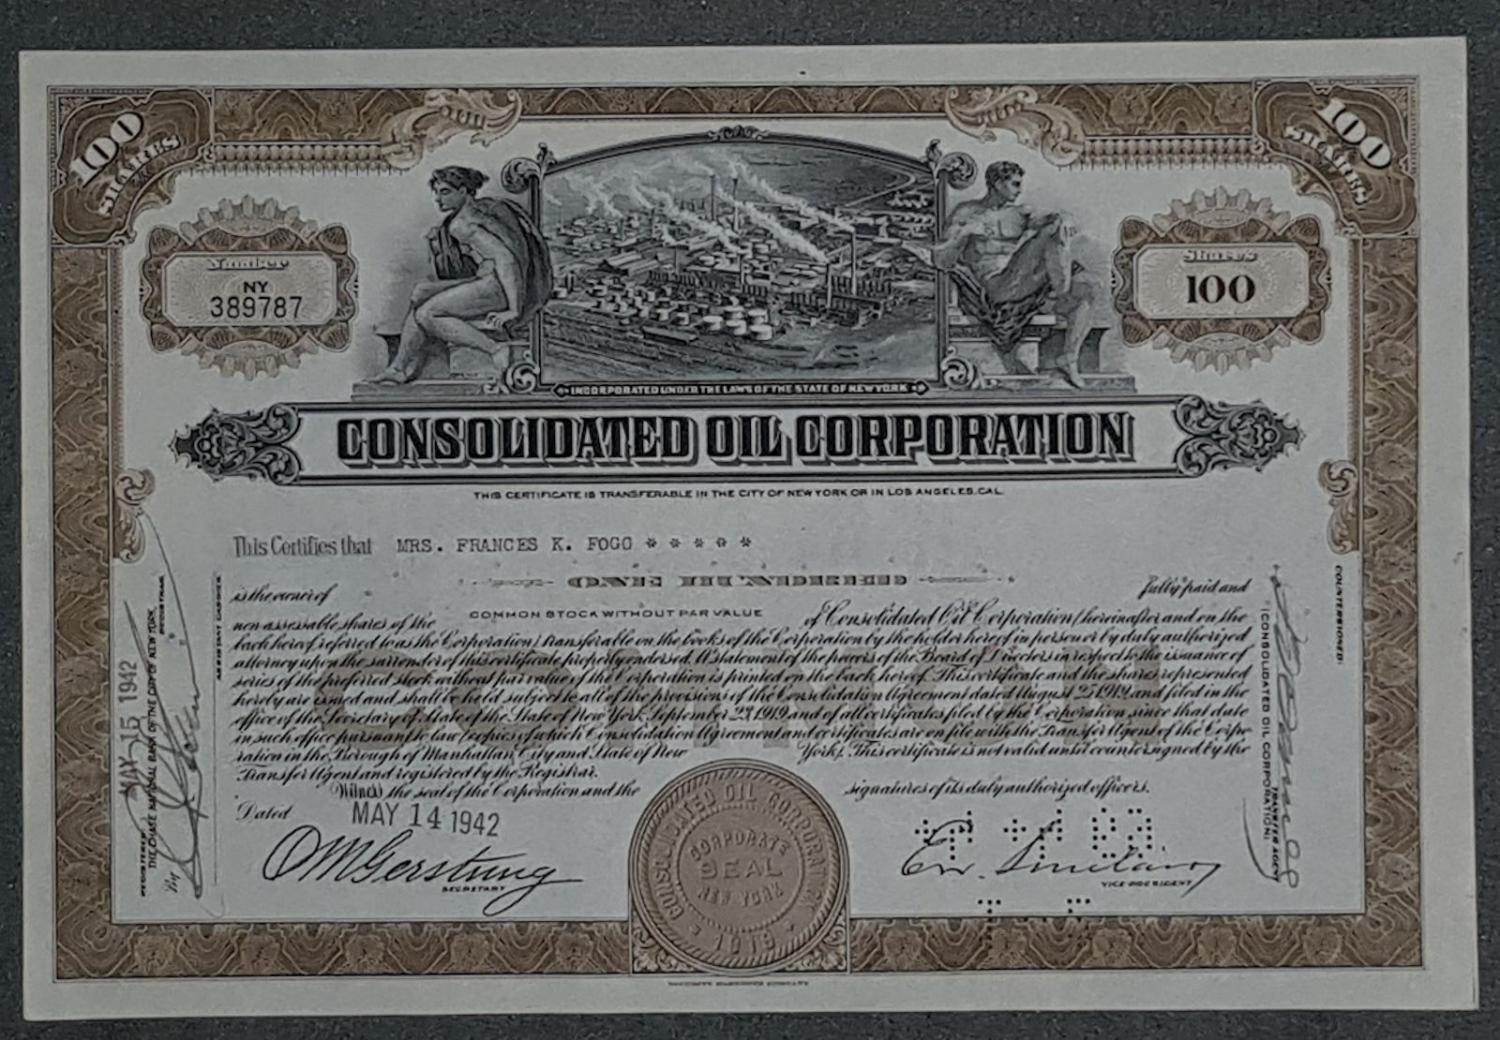 100
SHARES
100
SHARES
Number
NY
389787
Shares
100
INCORPORATED UNDER THE LAWS OF THE STATE OF NEW YORK
CONSOLIDATED OIL CORPORATION
THIS CERTIFICATE IS TRANSFERABLE IN THE CITY OF NEW YORK OR IN LOS ANGELES, CAL.
This Certifies that MRS. FRANCES K. FOGG * * * * *
is the owner of ONE HUNDRED fully paid and
non assessable shares of the COMMON STOCK WITHOUT PAR VALUE of Consolidated Oil Corporation (hereinafter and on the
back hereof referred to as the Corporation) transferable on the books of the Corporation by the holder hereof in person or by duly authorized
attorney upon the surrender of this certificate properly endorsed. A statement of the powers of the Board of Directors in respect to the issuance of
series of the preferred stock without par value of the Corporation is printed on the back hereof. This certificate and the shares represented
hereby are issued and shall be held subject to all of the provisions of the Consolidation Agreement dated August 25 1919, and filed in the
office of the Secretary of State of the State of New York, September 23, 1919 and of all certificates filed by the Corporation since that date
in such office pursuant to law (copies of which Consolidation Agreement and certificates are on file with the Transfer Agent of the Corpo-
ration in the Borough of Manhattan, City and State of New York). This certificate is not valid until countersigned by the
Transfer Agent and registered by the Registrar.
Witness the seal of the Corporation and the signatures of its duly authorized officers.
Dated MAY 14 1942
O M Gerstung
SECRETARY
E W. Sinclair
VICE-PRESIDENT
CONSOLIDATED OIL CORPORATION
CORPORATE
SEAL
NEW YORK
1919
MAY 15 1942
REGISTERED:
THE CHASE NATIONAL BANK OF THE CITY OF NEW YORK,
REGISTRAR
By
ASSISTANT CASHIER
COUNTERSIGNED:
(CONSOLIDATED OIL CORPORATION)
TRANSFER AGENT